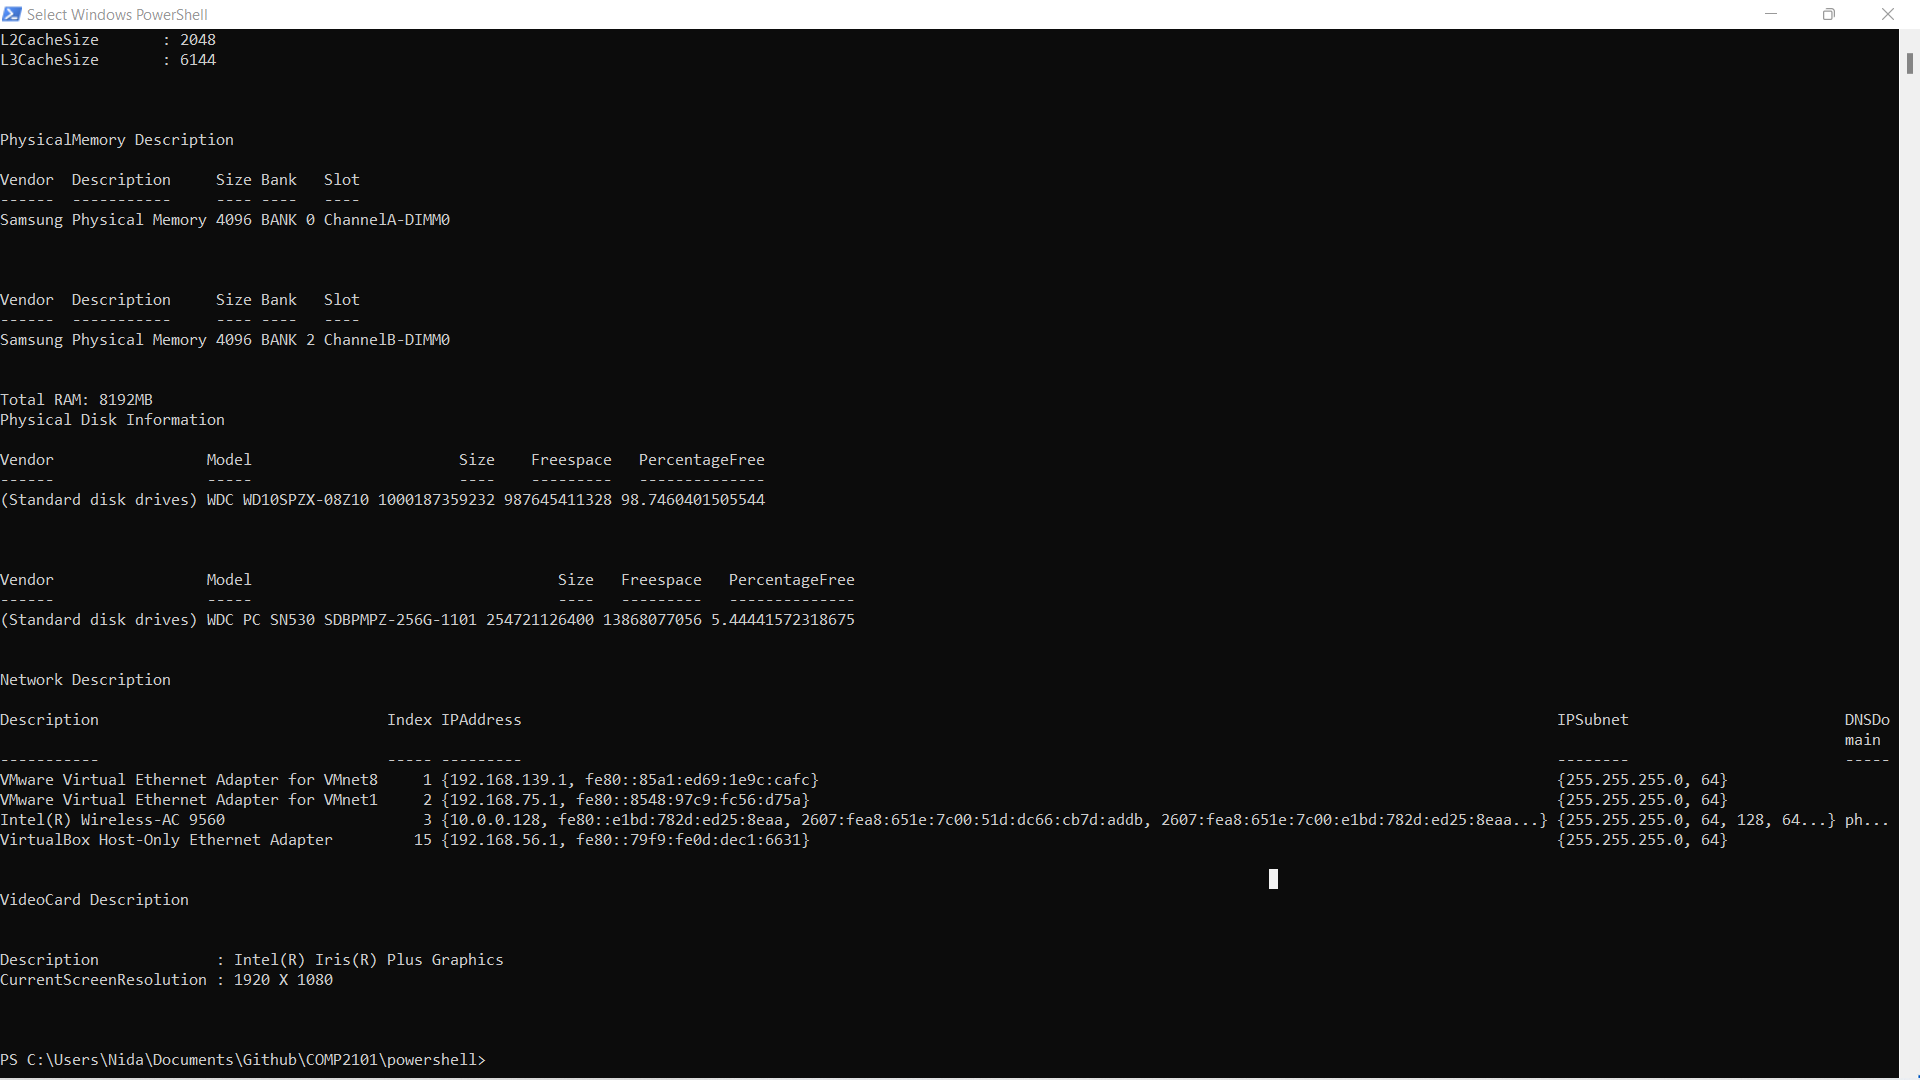 Select Windows PowerShell
L2CacheSize       : 2048
L3CacheSize       : 6144
PhysicalMemory Description
Vendor  Description     Size Bank   Slot
------  -----------     ---- ----   ----
Samsung Physical Memory 4096 BANK 0 ChannelA-DIMM0
Vendor  Description     Size Bank   Slot
------  -----------     ---- ----   ----
Samsung Physical Memory 4096 BANK 2 ChannelB-DIMM0
Total RAM: 8192MB
Physical Disk Information
Vendor                 Model                       Size    Freespace   PercentageFree
------                 -----                       ----    ---------   --------------
(Standard disk drives) WDC WD10SPZX-08Z10 1000187359232 987645411328 98.7460401505544
Vendor                 Model                                  Size   Freespace   PercentageFree
------                 -----                                  ----   ---------   --------------
(Standard disk drives) WDC PC SN530 SDBPMPZ-256G-1101 254721126400 13868077056 5.44441572318675
Network Description
Description                                Index IPAddress                                                                                                                   IPSubnet                        DNSDo
main
-----------                                ----- ---------                                                                                                                   --------                        -----
VMware Virtual Ethernet Adapter for VMnet8     1 {192.168.139.1, fe80::85a1:ed69:1e9c:cafc}                                                                                  {255.255.255.0, 64}
VMware Virtual Ethernet Adapter for VMnet1     2 {192.168.75.1, fe80::8548:97c9:fc56:d75a}                                                                                   {255.255.255.0, 64}
Intel(R) Wireless-AC 9560                      3 {10.0.0.128, fe80::e1bd:782d:ed25:8eaa, 2607:fea8:651e:7c00:51d:dc66:cb7d:addb, 2607:fea8:651e:7c00:e1bd:782d:ed25:8eaa...} {255.255.255.0, 64, 128, 64...} ph...
VirtualBox Host-Only Ethernet Adapter         15 {192.168.56.1, fe80::79f9:fe0d:dec1:6631}                                                                                   {255.255.255.0, 64}
VideoCard Description
Description             : Intel(R) Iris(R) Plus Graphics
CurrentScreenResolution : 1920 X 1080
PS C:\Users\Nida\Documents\Github\COMP2101\powershell>